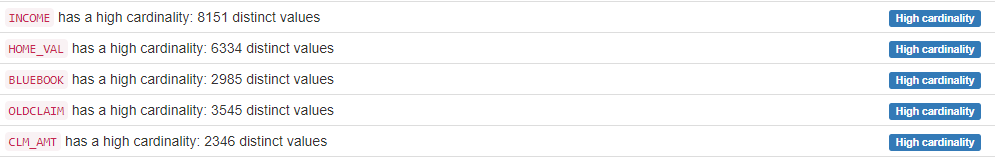 INCOME has a high cardinality: 8151 distinct values High cardinality
HOME_VAL has a high cardinality: 6334 distinct values High cardinality
BLUEBOOK has a high cardinality: 2985 distinct values High cardinality
OLDCLAIM has a high cardinality: 3545 distinct values High cardinality
CLM_AMT has a high cardinality: 2346 distinct values High cardinality